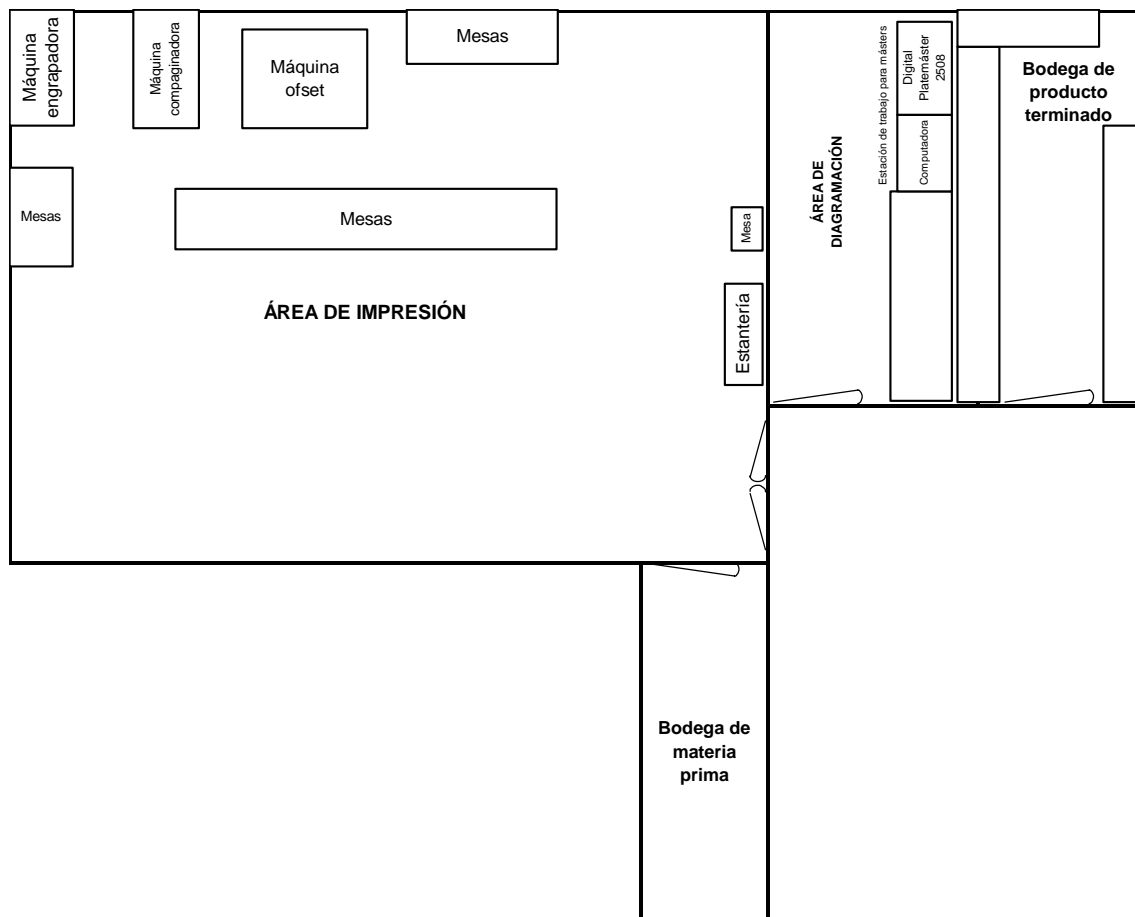 Máquina
engrapadora
Máquina
compaginadora
Máquina
ofset
Mesas
Estación de trabajo para másters
Digital
Platemáster
2508
Computadora
Bodega de
producto
terminado
ÁREA DE
DIAGRAMACIÓN
Mesas
Mesas
Mesa
Estantería
ÁREA DE IMPRESIÓN
Bodega de
materia
prima